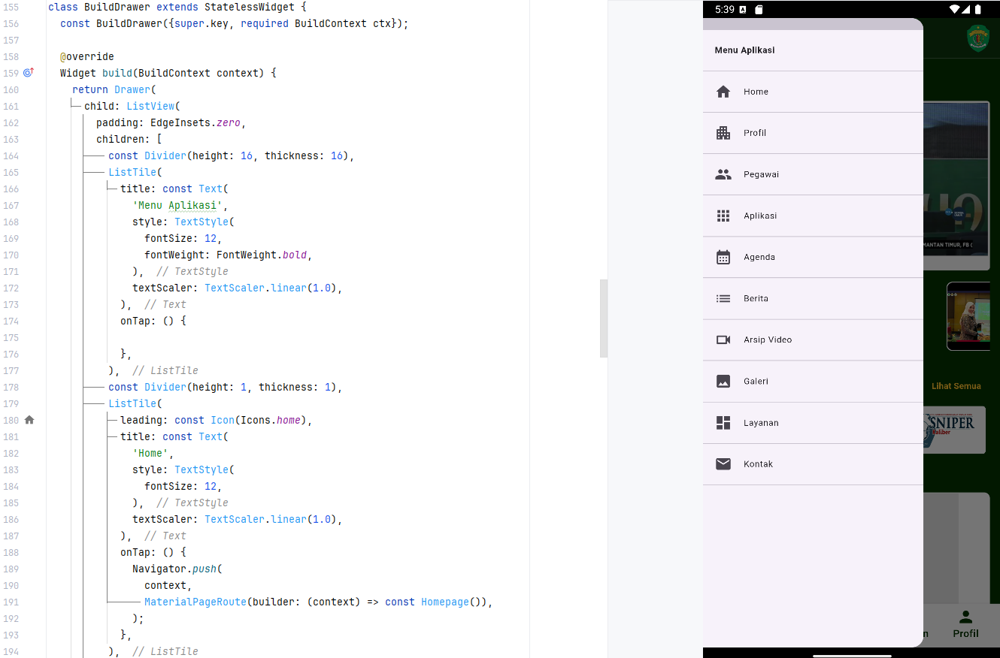 155 class BuildDrawer extends StatelessWidget {
156 const BuildDrawer({super.key, required BuildContext ctx});
157
158 @override
159 Widget build(BuildContext context) {
160 return Drawer(
161 child: ListView(
162 padding: EdgeInsets.zero,
163 children: [
164 const Divider(height: 16, thickness: 16),
165 ListTile(
166 title: const Text(
167 'Menu Aplikasi',
168 style: TextStyle(
169 fontSize: 12,
170 fontWeight: FontWeight.bold,
171 ), // TextStyle
172 textScaler: TextScaler.linear(1.0),
173 ), // Text
174 onTap: () {
175
176 },
177 ), // ListTile
178 const Divider(height: 1, thickness: 1),
179 ListTile(
180 leading: const Icon(Icons.home),
181 title: const Text(
182 'Home',
183 style: TextStyle(
184 fontSize: 12,
185 ), // TextStyle
186 textScaler: TextScaler.linear(1.0),
187 ), // Text
188 onTap: () {
189 Navigator.push(
190 context,
191 MaterialPageRoute(builder: (context) => const Homepage()),
192 );
193 },
194 ), // ListTile
5:39
Menu Aplikasi
Home
Profil
Pegawai
Aplikasi
Agenda
Berita
Arsip Video
Galeri
Layanan
Kontak
MANTAN TIMUR, FB (
Lihat Semua
SNIPER
Kaliber
n
Profil